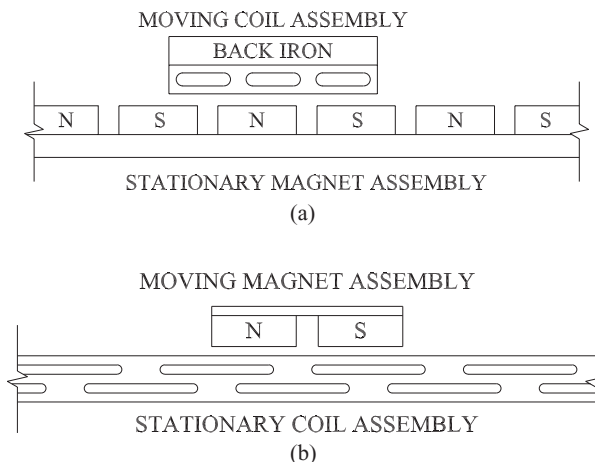 MOVING COIL ASSEMBLY
BACK IRON
N S N S N S
STATIONARY MAGNET ASSEMBLY
(a)
MOVING MAGNET ASSEMBLY
N S
STATIONARY COIL ASSEMBLY
(b)